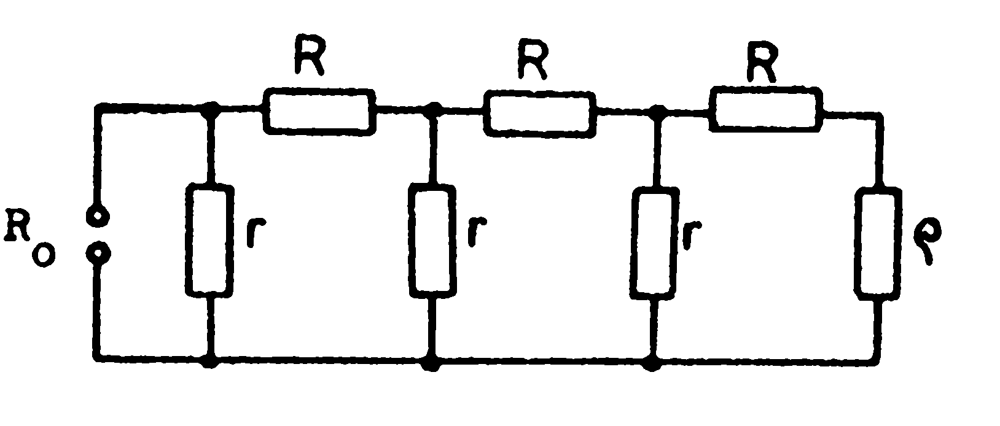 R R R
R₀ r r r ρ